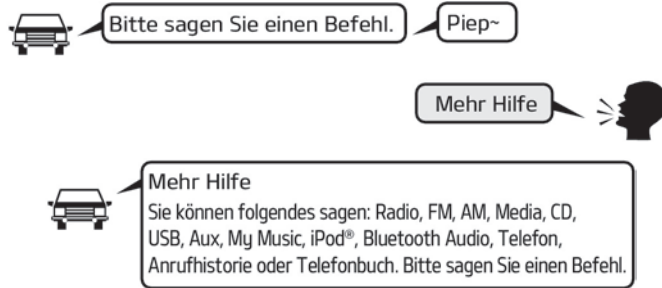 Bitte sagen Sie einen Befehl.
Piep~
Mehr Hilfe
Mehr Hilfe
Sie können folgendes sagen: Radio, FM, AM, Media, CD,
USB, Aux, My Music, iPod®, Bluetooth Audio, Telefon,
Anrufhistorie oder Telefonbuch. Bitte sagen Sie einen Befehl.